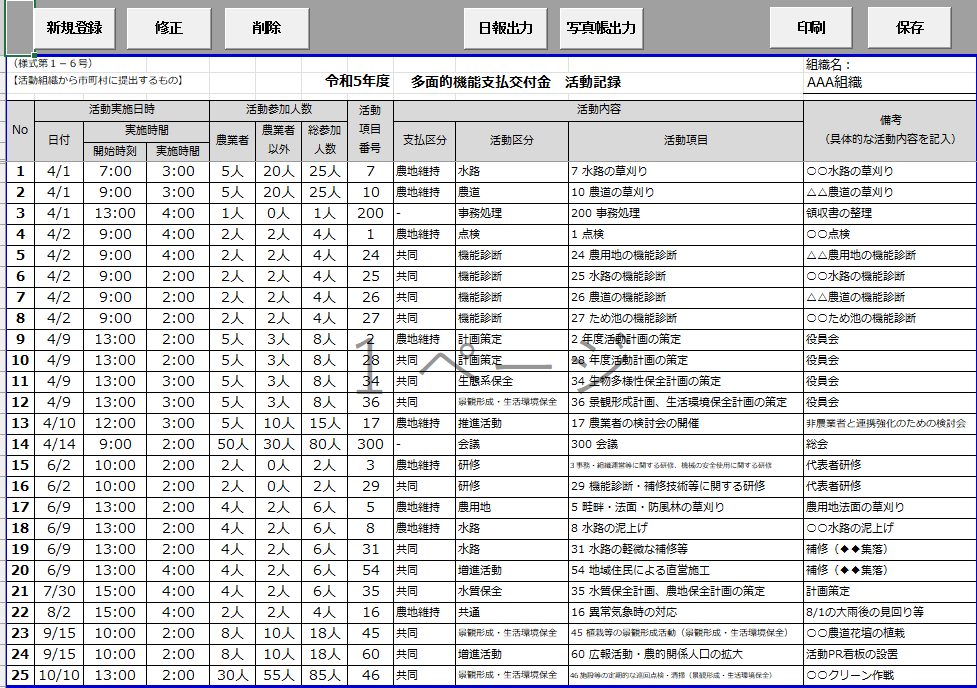 新規登録 修正 削除 日報出力 写真帳出力 印刷 保存
（様式第１－６号） 組織名：
【活動組織から市町村に提出するもの】 令和5年度 多面的機能支払交付金 活動記録 AAA組織
No 活動実施日時 活動参加人数 活動項目番号 活動内容 備考（具体的な活動内容を記入）
日付 実施時間 農業者 農業者以外 総参加人数 支払区分 活動区分 活動項目
開始時刻 実施時間
1 4/1 7:00 3:00 5人 20人 25人 7 農地維持 水路 7 水路の草刈り 〇〇水路の草刈り
2 4/1 9:00 3:00 5人 20人 25人 10 農地維持 農道 10 農道の草刈り △△農道の草刈り
3 4/1 13:00 4:00 1人 0人 1人 200 - 事務処理 200 事務処理 領収書の整理
4 4/2 9:00 4:00 2人 2人 4人 1 農地維持 点検 1 点検 〇〇点検
5 4/2 9:00 4:00 2人 2人 4人 24 共同 機能診断 24 農用地の機能診断 △△農用地の機能診断
6 4/2 9:00 2:00 2人 2人 4人 25 共同 機能診断 25 水路の機能診断 〇〇水路の機能診断
7 4/2 9:00 2:00 2人 2人 4人 26 共同 機能診断 26 農道の機能診断 △△農道の機能診断
8 4/2 9:00 2:00 2人 2人 4人 27 共同 機能診断 27 ため池の機能診断 〇〇ため池の機能診断
9 4/9 13:00 2:00 5人 3人 8人 2 農地維持 計画策定 2 年度活動計画の策定 役員会
10 4/9 13:00 2:00 5人 3人 8人 28 共同 計画策定 28 年度活動計画の策定 役員会
11 4/9 13:00 3:00 5人 3人 8人 34 共同 生態系保全 34 生物多様性保全計画の策定 役員会
12 4/9 13:00 2:00 5人 3人 8人 36 共同 景観形成・生活環境保全 36 景観形成計画、生活環境保全計画の策定 役員会
13 4/10 12:00 3:00 5人 10人 15人 17 農地維持 推進活動 17 農業者の検討会の開催 非農業者と連携強化のための検討会
14 4/14 9:00 2:00 50人 30人 80人 300 - 会議 300 会議 総会
15 6/2 10:00 2:00 2人 0人 2人 3 農地維持 研修 3 事務・組織運営等に関する研修、機械の安全使用に関する研修 代表者研修
16 6/2 10:00 2:00 2人 0人 2人 29 共同 研修 29 機能診断・補修技術等に関する研修 代表者研修
17 6/9 13:00 2:00 4人 2人 6人 5 農地維持 農用地 5 畦畔・法面・防風林の草刈り 農用地法面の草刈り
18 6/9 13:00 2:00 4人 2人 6人 8 農地維持 水路 8 水路の泥上げ 〇〇水路の泥上げ
19 6/9 13:00 2:00 4人 2人 6人 31 共同 水路 31 水路の軽微な補修等 補修（◆◆集落）
20 6/9 13:00 4:00 4人 2人 6人 54 共同 増進活動 54 地域住民による直営施工 補修（◆◆集落）
21 7/30 15:00 4:00 4人 2人 6人 35 共同 水質保全 35 水質保全計画、農地保全計画の策定 計画策定
22 8/2 15:00 4:00 2人 2人 4人 16 農地維持 共通 16 異常気象時の対応 8/1の大雨後の見回り等
23 9/15 10:00 2:00 8人 10人 18人 45 共同 景観形成・生活環境保全 45 植栽等の景観形成活動（景観形成・生活環境保全） 〇〇農道花壇の植栽
24 9/15 10:00 2:00 8人 10人 18人 60 共同 増進活動 60 広報活動・農的関係人口の拡大 活動PR看板の設置
25 10/10 13:00 2:00 30人 55人 85人 46 共同 景観形成・生活環境保全 46 施設等の定期的な巡回点検・清掃（景観形成・生活環境保全） 〇〇クリーン作戦
1 ページ